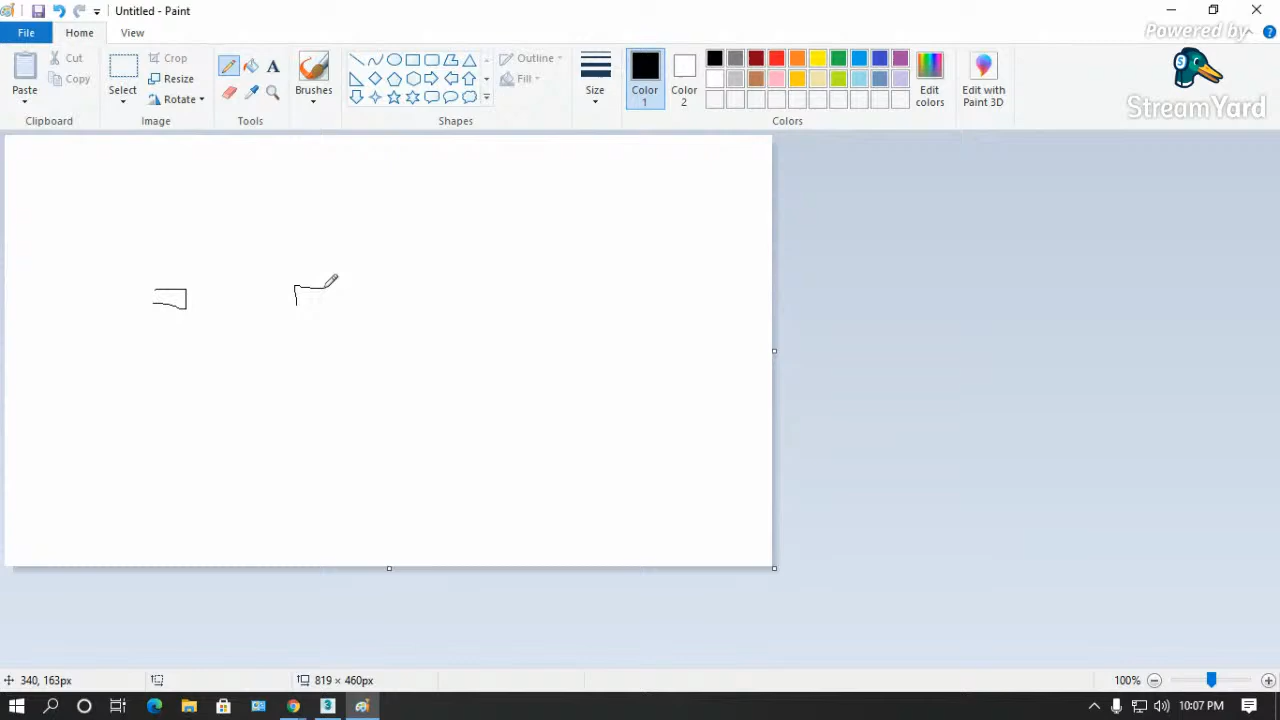 Untitled - Paint
File
Home
View
Powered by
StreamYard
Paste
Cut
Copy
Clipboard
Select
Crop
Resize
Rotate
Image
A
Tools
Brushes
Outline
Fill
Shapes
Size
Color 1
Color 2
Edit colors
Edit with Paint 3D
Colors
340, 163px
819 × 460px
100%
10:07 PM